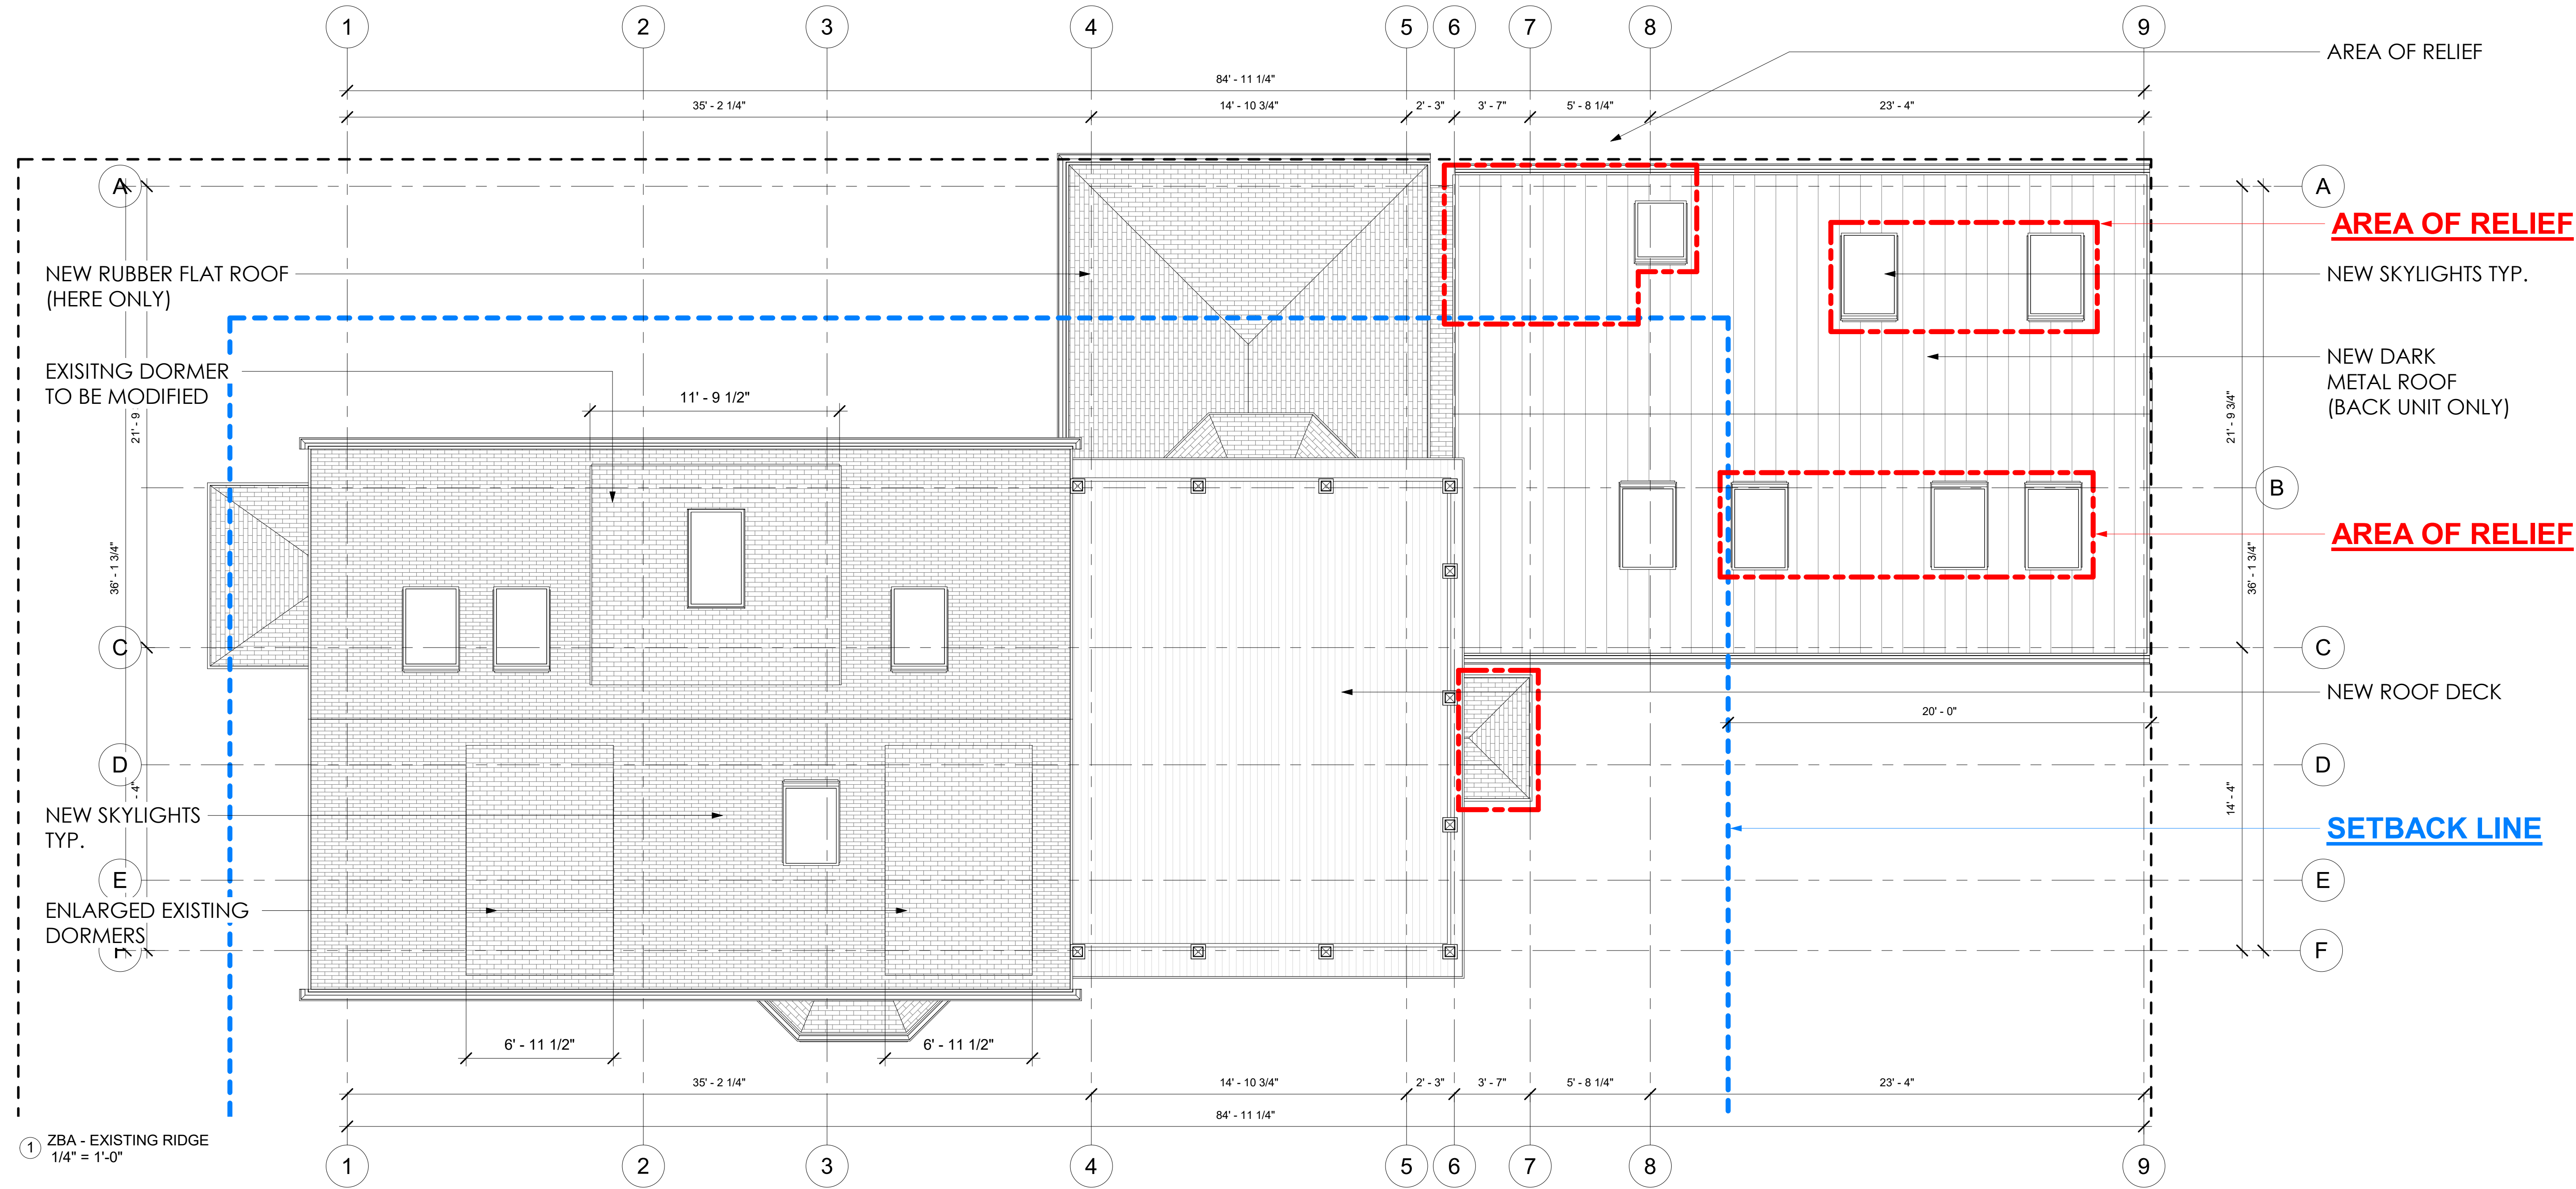 1 2 3 4 5 6 7 8 9
AREA OF RELIEF
84' - 11 1/4"
35' - 2 1/4" 14' - 10 3/4" 2' - 3" 3' - 7" 5' - 8 1/4" 23' - 4"
A A
AREA OF RELIEF
NEW RUBBER FLAT ROOF
(HERE ONLY)
NEW SKYLIGHTS TYP.
EXISITNG DORMER
TO BE MODIFIED
NEW DARK
METAL ROOF
(BACK UNIT ONLY)
11' - 9 1/2"
21' - 9
21' - 9 3/4"
B
AREA OF RELIEF
36' - 1 3/4"
36' - 1 3/4"
C C
NEW ROOF DECK
20' - 0"
D D
- 4"
14' - 4"
NEW SKYLIGHTS
TYP.
SETBACK LINE
E E
ENLARGED EXISTING
DORMERS
F
6' - 11 1/2" 6' - 11 1/2"
35' - 2 1/4" 14' - 10 3/4" 2' - 3" 3' - 7" 5' - 8 1/4" 23' - 4"
84' - 11 1/4"
1 ZBA - EXISTING RIDGE
1/4" = 1'-0"
1 2 3 4 5 6 7 8 9